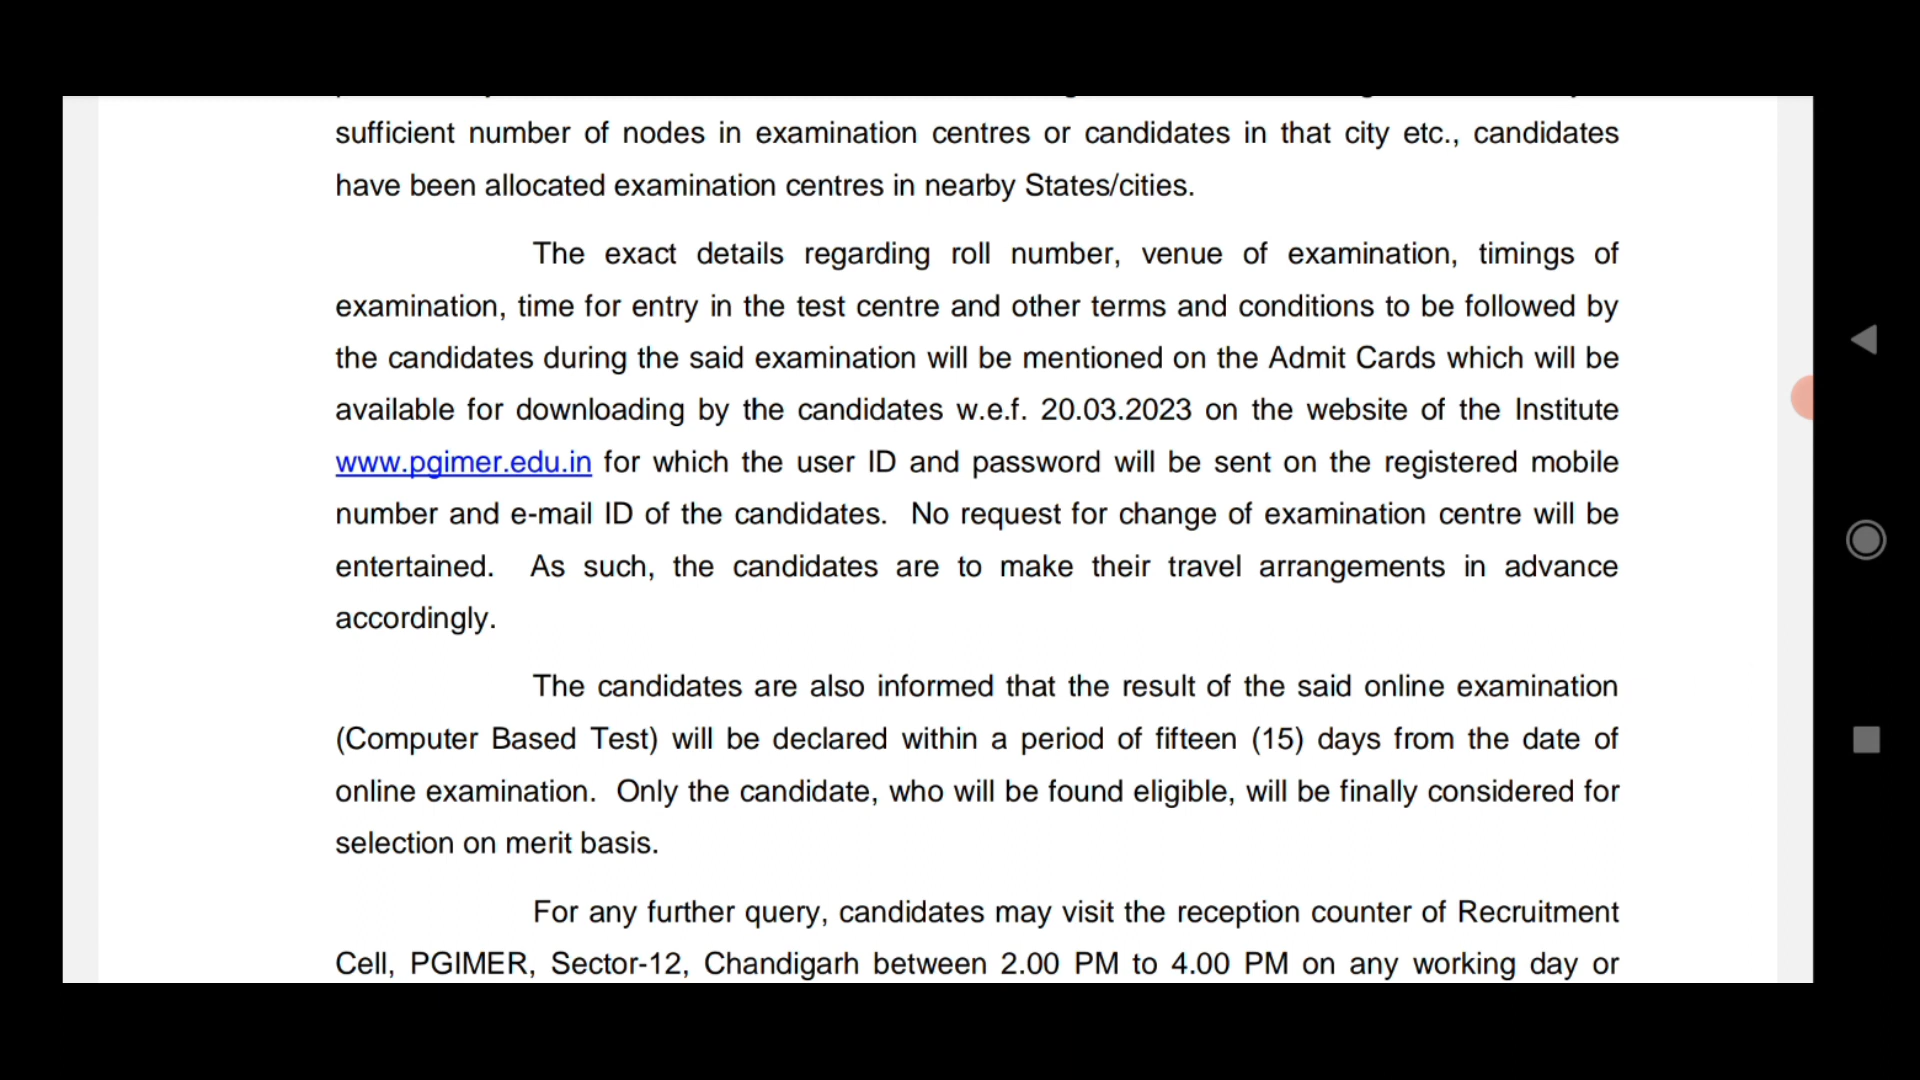 sufficient number of nodes in examination centres or candidates in that city etc., candidates
have been allocated examination centres in nearby States/cities.
The exact details regarding roll number, venue of examination, timings of
examination, time for entry in the test centre and other terms and conditions to be followed by
the candidates during the said examination will be mentioned on the Admit Cards which will be
available for downloading by the candidates w.e.f. 20.03.2023 on the website of the Institute
www.pgimer.edu.in for which the user ID and password will be sent on the registered mobile
number and e-mail ID of the candidates. No request for change of examination centre will be
entertained. As such, the candidates are to make their travel arrangements in advance
accordingly.
The candidates are also informed that the result of the said online examination
(Computer Based Test) will be declared within a period of fifteen (15) days from the date of
online examination. Only the candidate, who will be found eligible, will be finally considered for
selection on merit basis.
For any further query, candidates may visit the reception counter of Recruitment
Cell, PGIMER, Sector-12, Chandigarh between 2.00 PM to 4.00 PM on any working day or